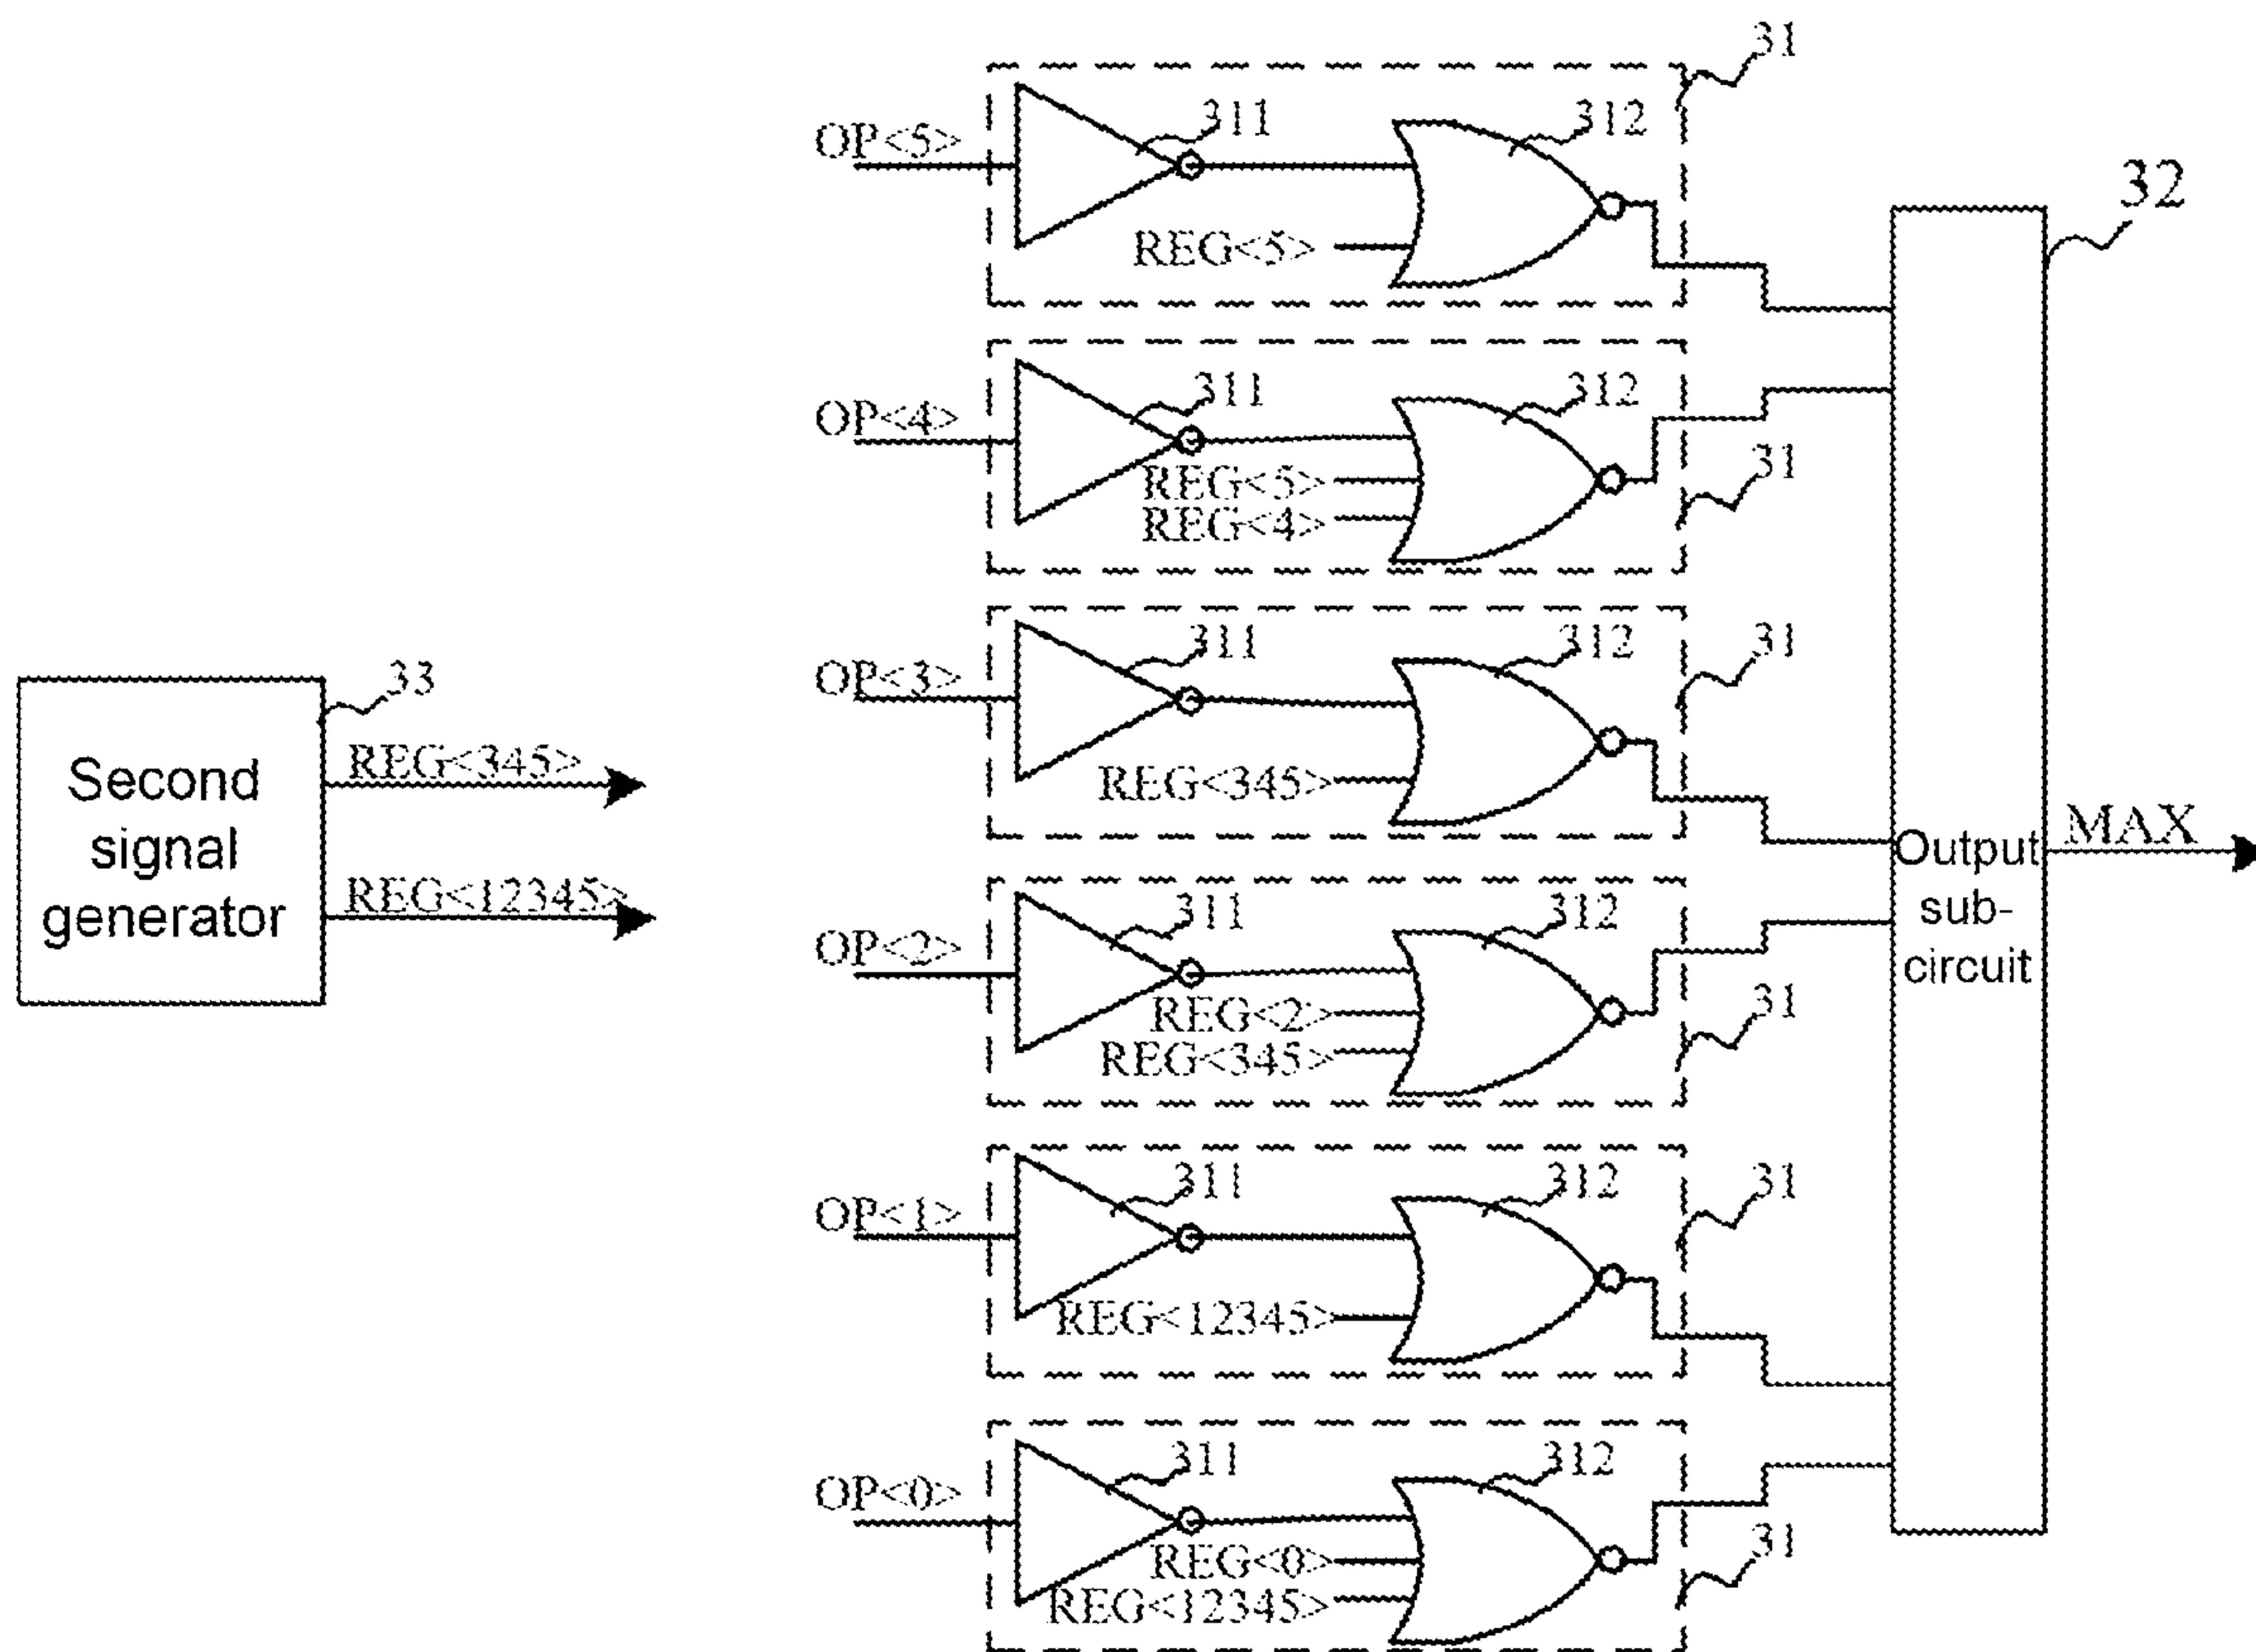 31
OP<5>
311
312
REG<5>
32
OP<4>
311
312
REG<5>
REG<4>
31
OP<3>
311
312
31
REG<345>
33
Second
signal
generator
REG<345>
REG<12345>
Output
sub-
circuit
MAX
OP<2>
311
312
REG<2>
REG<345>
31
OP<1>
311
312
31
REG<12345>
OP<0>
311
312
REG<0>
REG<12345>
31